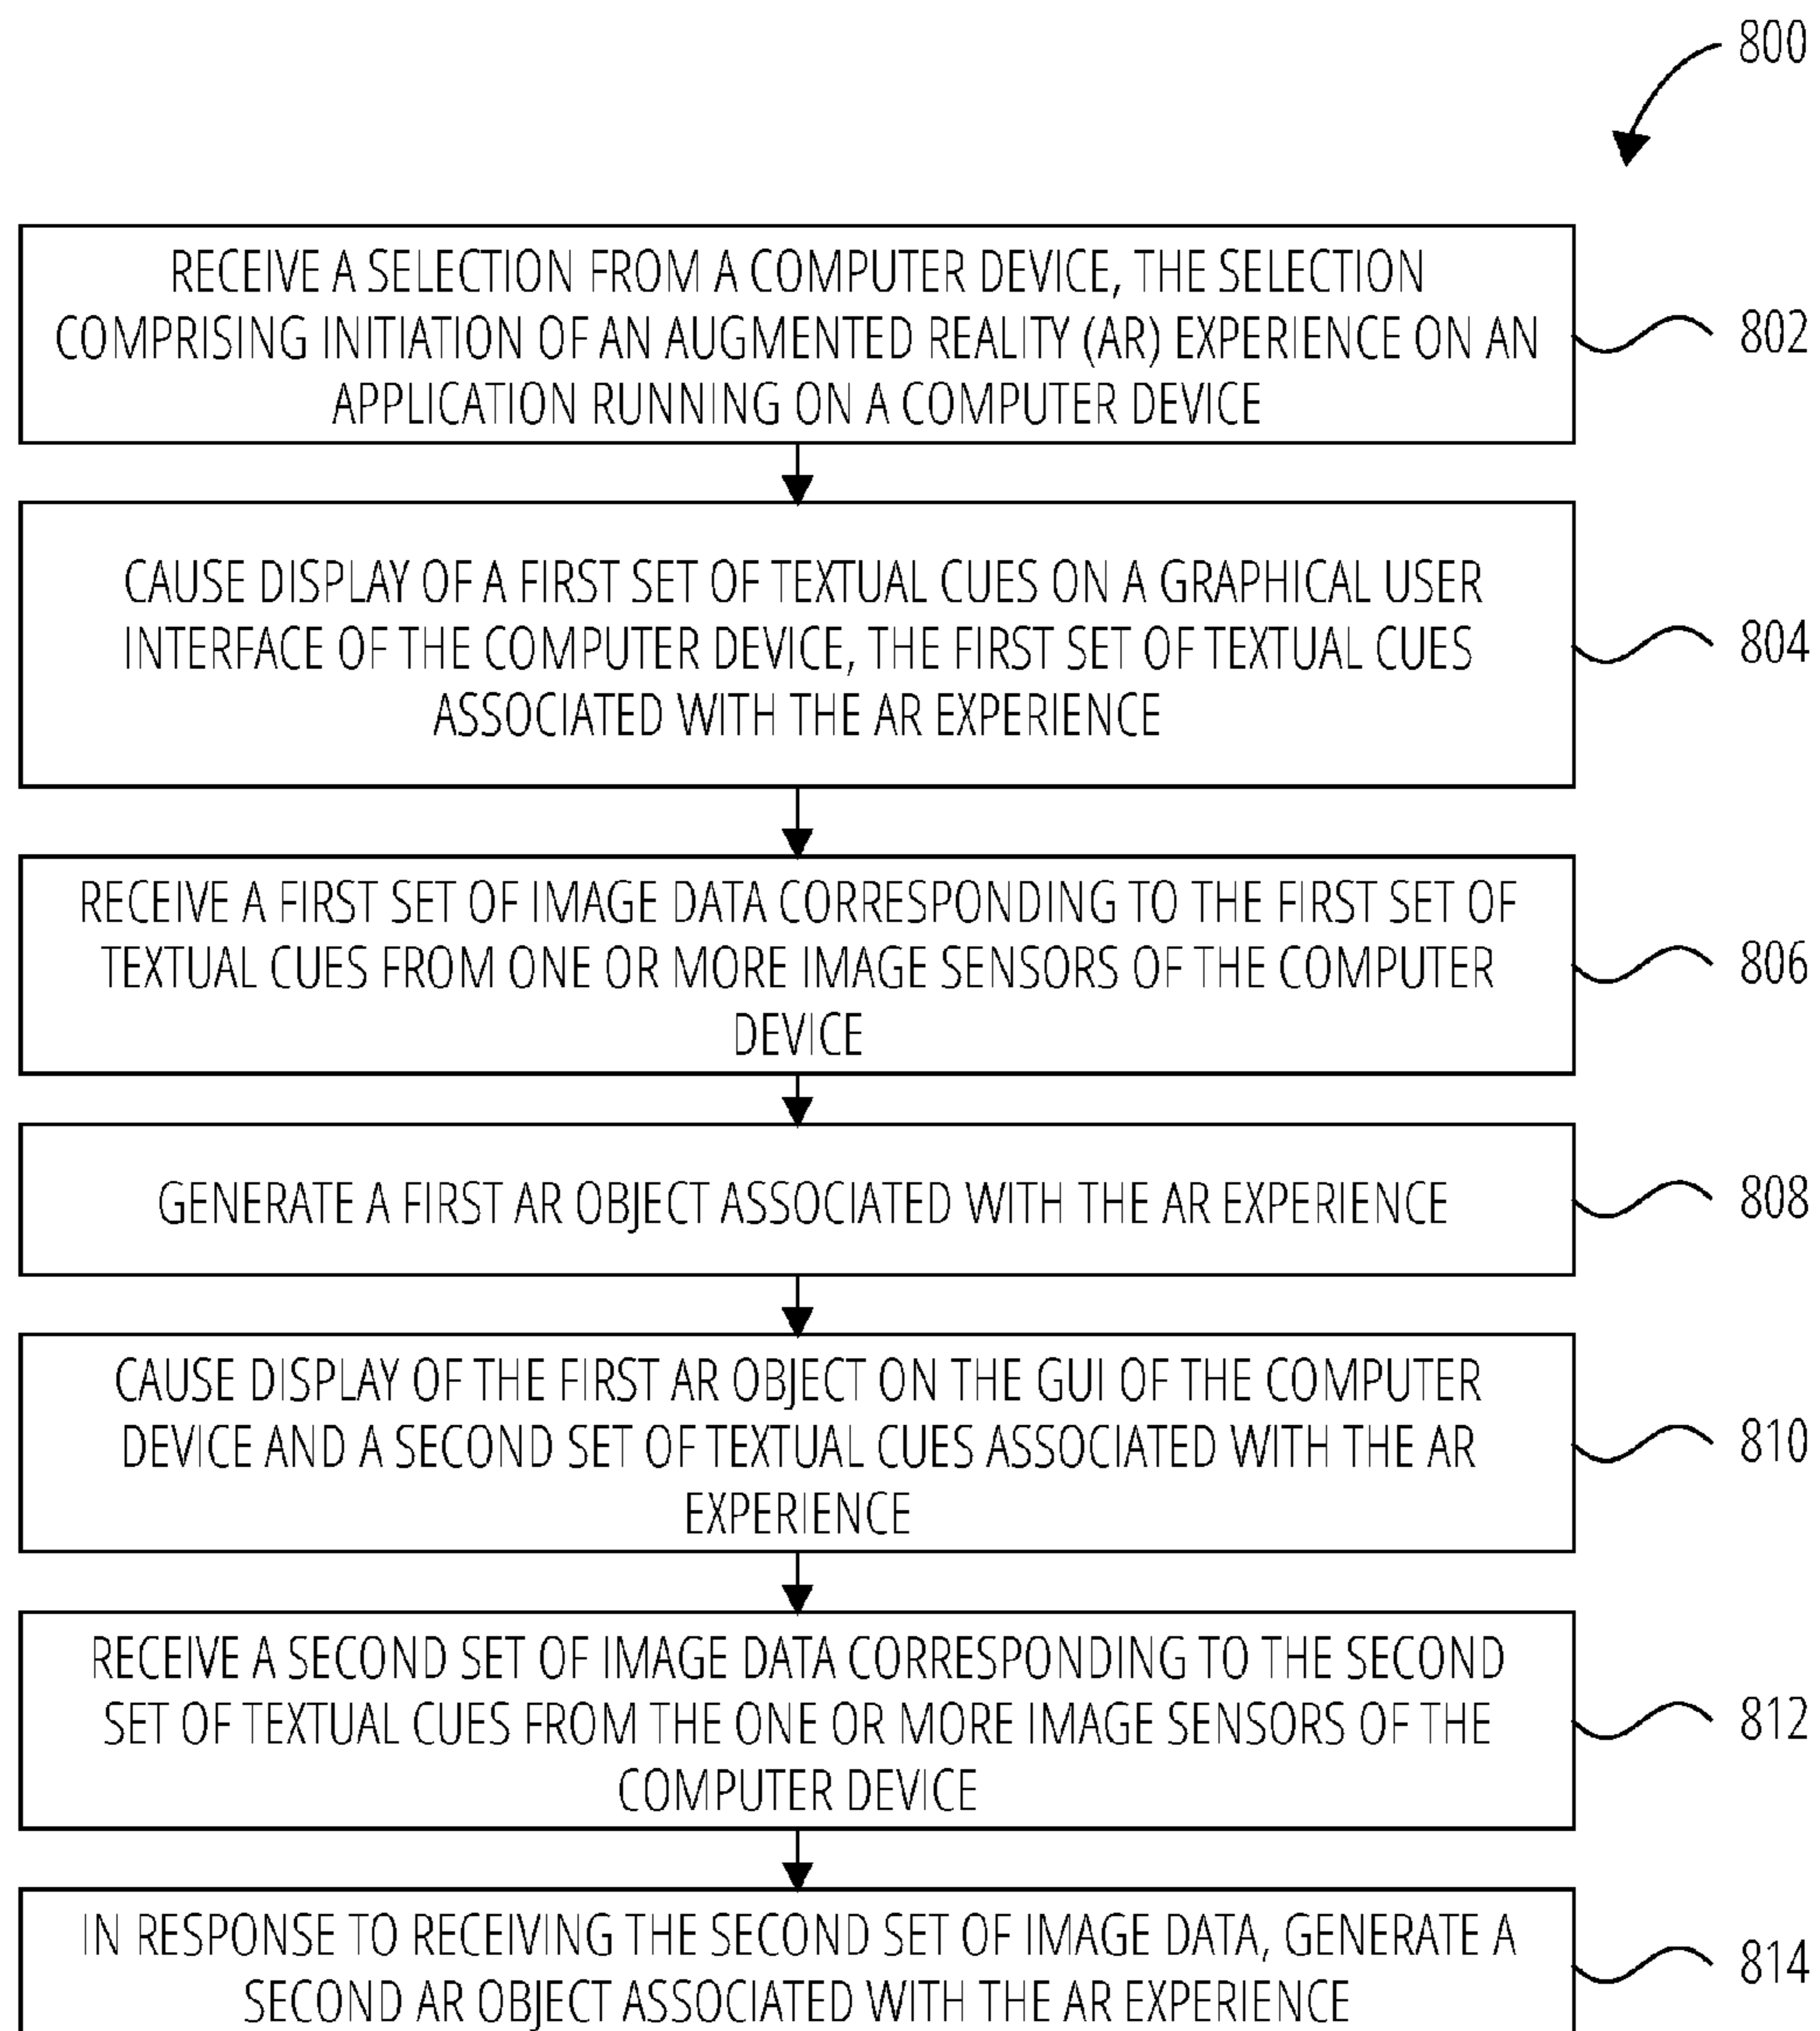 800
RECEIVE A SELECTION FROM A COMPUTER DEVICE, THE SELECTION
COMPRISING INITIATION OF AN AUGMENTED REALITY (AR) EXPERIENCE ON AN
APPLICATION RUNNING ON A COMPUTER DEVICE
802
CAUSE DISPLAY OF A FIRST SET OF TEXTUAL CUES ON A GRAPHICAL USER
INTERFACE OF THE COMPUTER DEVICE, THE FIRST SET OF TEXTUAL CUES
ASSOCIATED WITH THE AR EXPERIENCE
804
RECEIVE A FIRST SET OF IMAGE DATA CORRESPONDING TO THE FIRST SET OF
TEXTUAL CUES FROM ONE OR MORE IMAGE SENSORS OF THE COMPUTER
DEVICE
806
GENERATE A FIRST AR OBJECT ASSOCIATED WITH THE AR EXPERIENCE
808
CAUSE DISPLAY OF THE FIRST AR OBJECT ON THE GUI OF THE COMPUTER
DEVICE AND A SECOND SET OF TEXTUAL CUES ASSOCIATED WITH THE AR
EXPERIENCE
810
RECEIVE A SECOND SET OF IMAGE DATA CORRESPONDING TO THE SECOND
SET OF TEXTUAL CUES FROM THE ONE OR MORE IMAGE SENSORS OF THE
COMPUTER DEVICE
812
IN RESPONSE TO RECEIVING THE SECOND SET OF IMAGE DATA, GENERATE A
SECOND AR OBJECT ASSOCIATED WITH THE AR EXPERIENCE
814